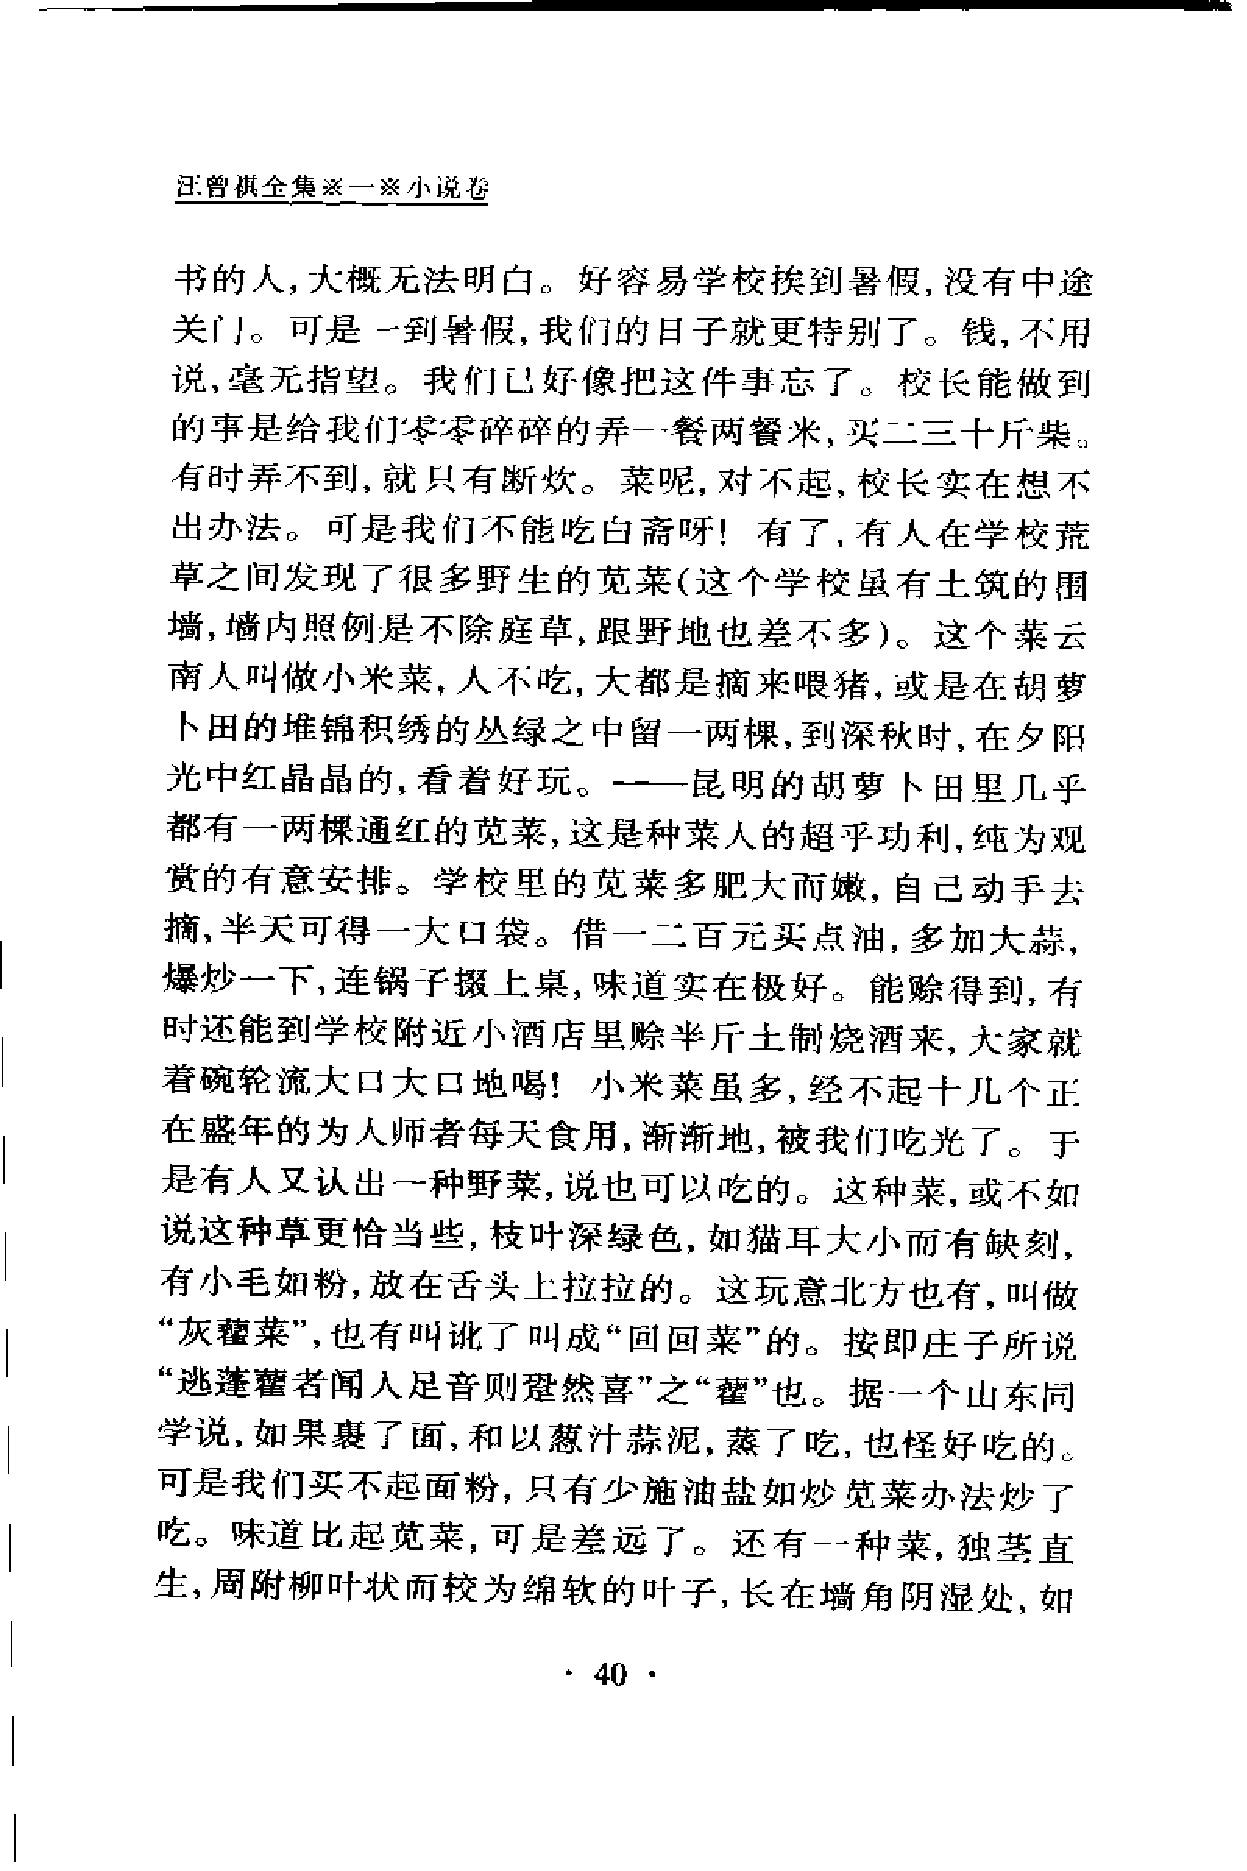 汪曾祺全集※一※小说卷
书的人,大概无法明白。好容易学校挨到暑假,没有中途
关门。可是一到暑假,我们的日子就更特别了。钱,不用
说,毫无指望。我们已好像把这件事忘了。校长能做到
的事是给我们零零碎碎的弄一餐两餐米,买二三十斤柴。
有时弄不到,就只有断炊。菜呢,对不起,校长实在想不
出办法。可是我们不能吃白斋呀!有了,有人在学校荒
草之间发现了很多野生的苋菜(这个学校虽有土筑的围
墙,墙内照例是不除庭草,跟野地也差不多)。这个菜云
南人叫做小米菜,人不吃,大都是摘来喂猪,或是在胡萝
卜田的堆锦积绣的丛绿之中留一两棵,到深秋时,在夕阳
光中红晶晶的,看着好玩。——昆明的胡萝卜田里几乎
都有一两棵通红的苋菜,这是种菜人的超乎功利,纯为观
赏的有意安排。学校里的苋菜多肥大而嫩,自己动手去
摘,半天可得一大口袋。借一二百元买点油,多加大蒜,
爆炒一下,连锅子掇上桌,味道实在极好。能赊得到,有
时还能到学校附近小酒店里赊半斤土制烧酒来,大家就
着碗轮流大口大口地喝!小米菜虽多,经不起十几个正
在盛年的为人师者每天食用,渐渐地,被我们吃光了。于
是有人又认出一种野菜,说也可以吃的。这种菜,或不如
说这种草更恰当些,枝叶深绿色,如猫耳大小而有缺刻,
有小毛如粉,放在舌头上拉拉的。这玩意北方也有,叫做
“灰藋菜”,也有叫讹了叫成“回回菜”的。按即庄子所说
“逃蓬藋者闻人足音则跫然喜”之“藋”也。据一个山东同
学说,如果裹了面,和以葱汁蒜泥,蒸了吃,也怪好吃的。
可是我们买不起面粉,只有少施油盐如炒苋菜办法炒了
吃。味道比起苋菜,可是差远了。还有一种菜,独茎直
生,周附柳叶状而较为绵软的叶子,长在墙角阴湿处,如
· 40 ·